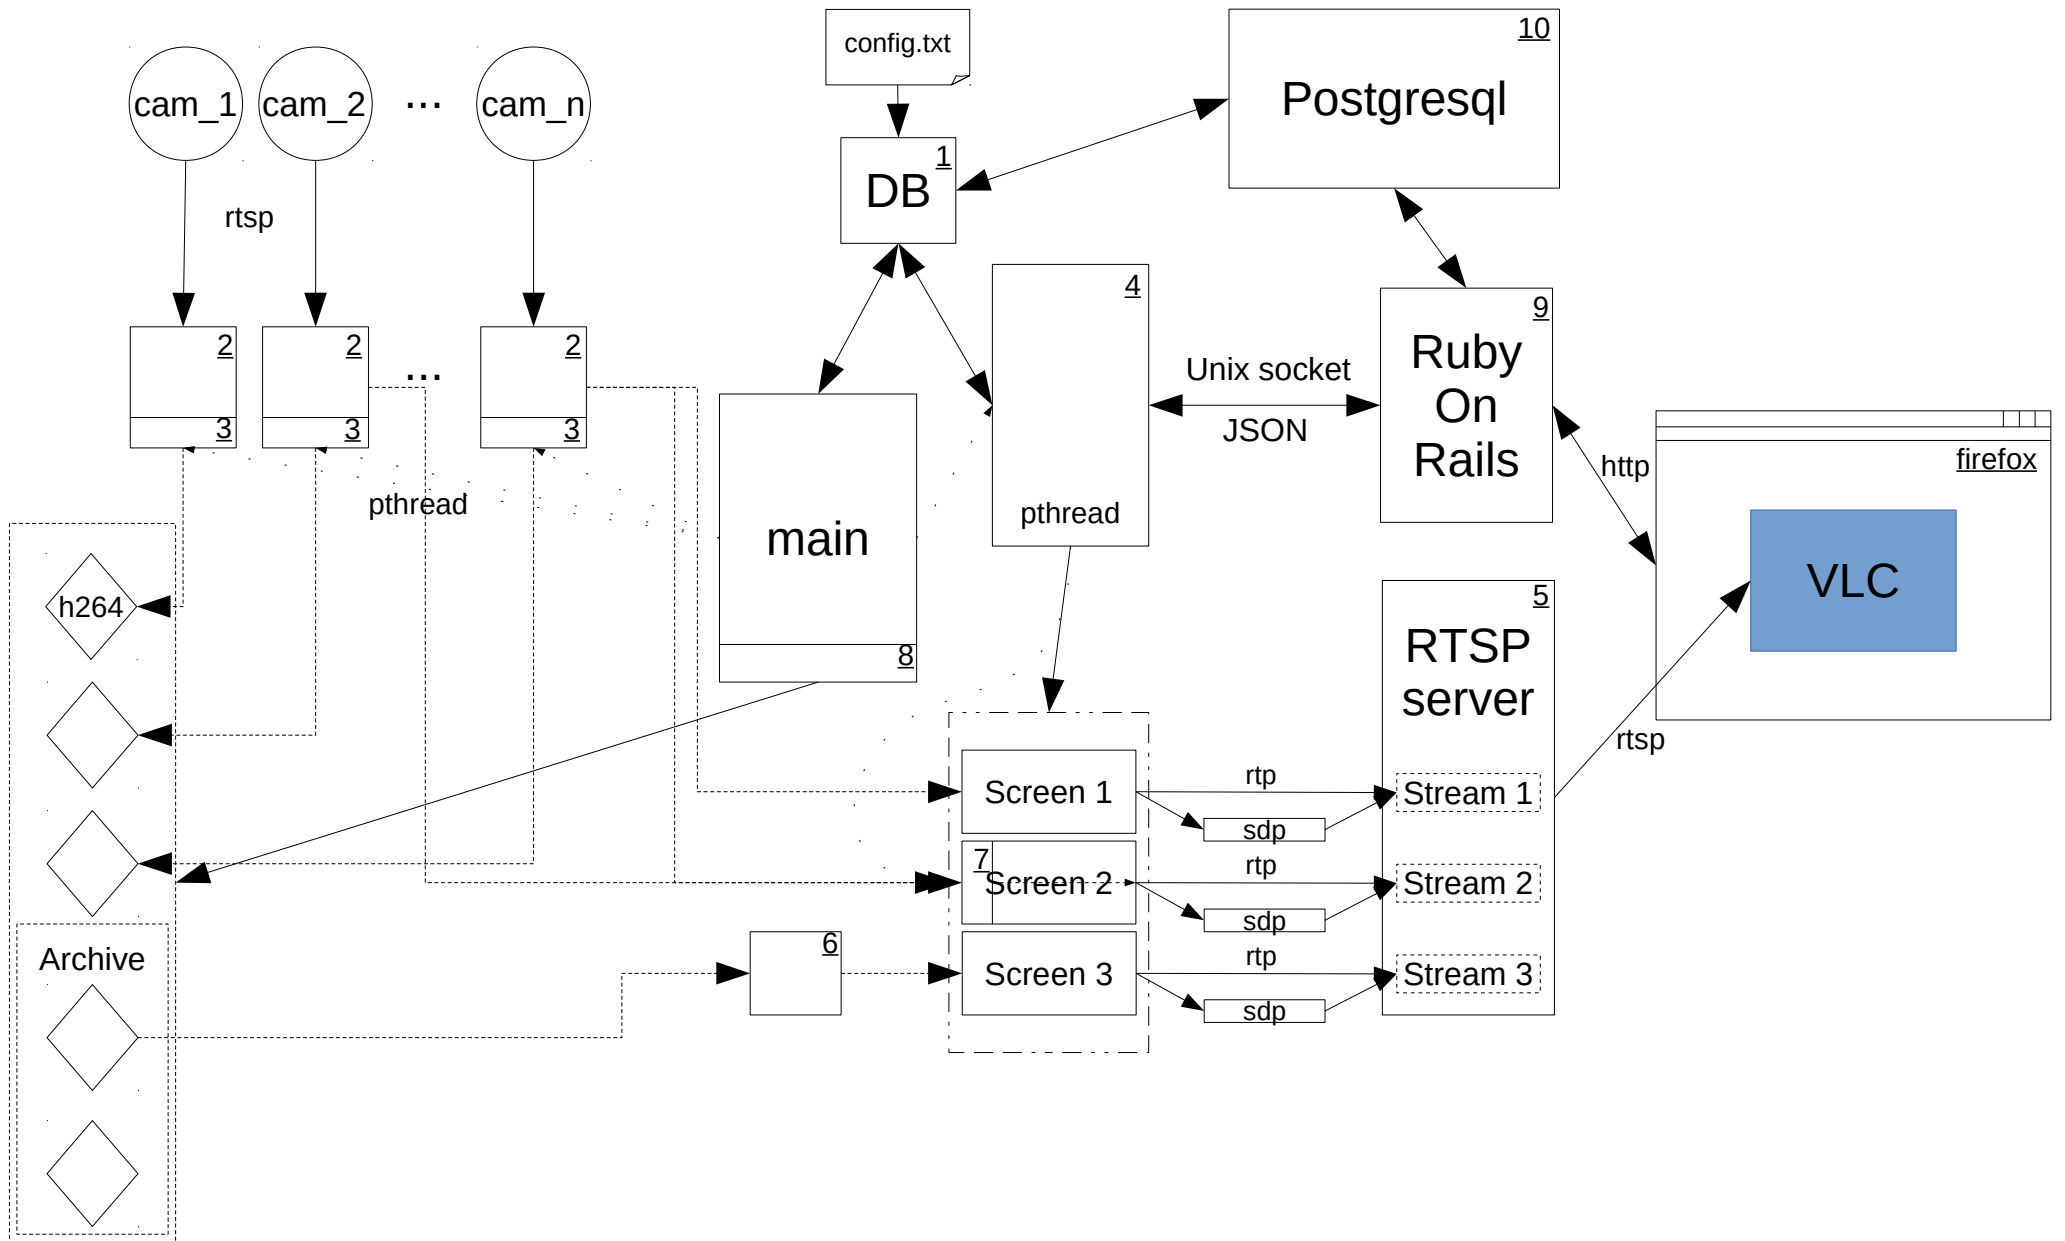 config.txt
10
Postgresql
cam_1
cam_2
...
cam_n
1
DB
rtsp
4
9
Ruby
On
Rails
2
2
...
2
3
3
3
Unix socket
JSON
http
firefox
pthread
pthread
main
VLC
h264
5
RTSP
server
8
rtsp
Screen 1
rtp
sdp
Stream 1
7
Screen 2
rtp
sdp
Stream 2
Archive
6
Screen 3
rtp
sdp
Stream 3